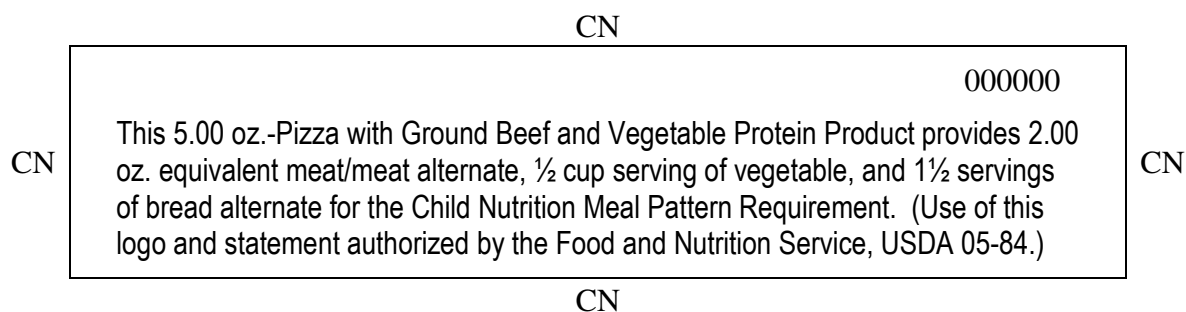 CN
000000
This 5.00 oz.-Pizza with Ground Beef and Vegetable Protein Product provides 2.00
CN
oz. equivalent meat/meat alternate, ½ cup serving of vegetable, and 1½ servings
CN
of bread alternate for the Child Nutrition Meal Pattern Requirement.  (Use of this
logo and statement authorized by the Food and Nutrition Service, USDA 05-84.)
CN